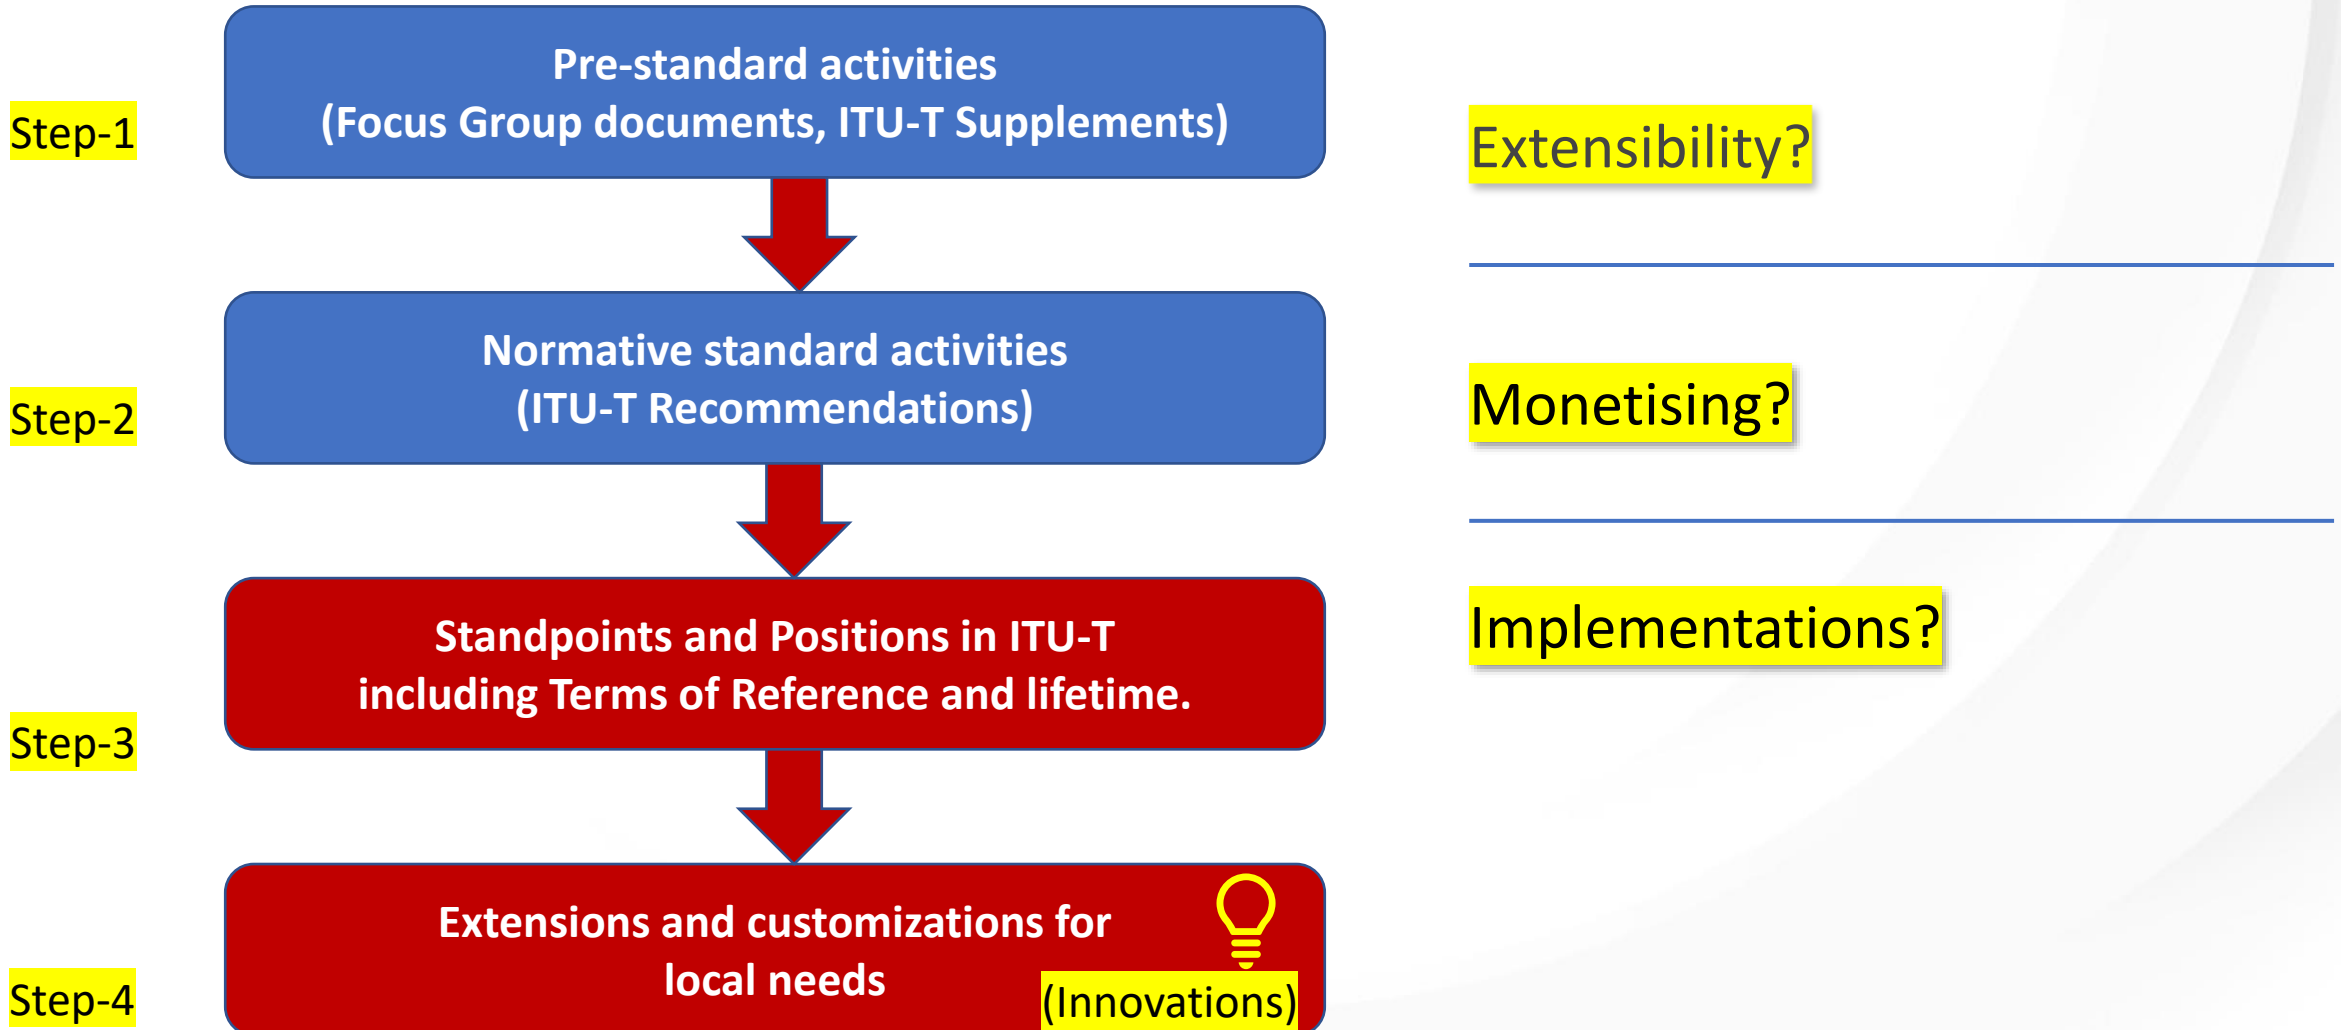 Step-1
Pre-standard activities
(Focus Group documents, ITU-T Supplements)
Extensibility?
Step-2
Normative standard activities
(ITU-T Recommendations)
Monetising?
Step-3
Standpoints and Positions in ITU-T
including Terms of Reference and lifetime.
Implementations?
Step-4
Extensions and customizations for
local needs
(Innovations)